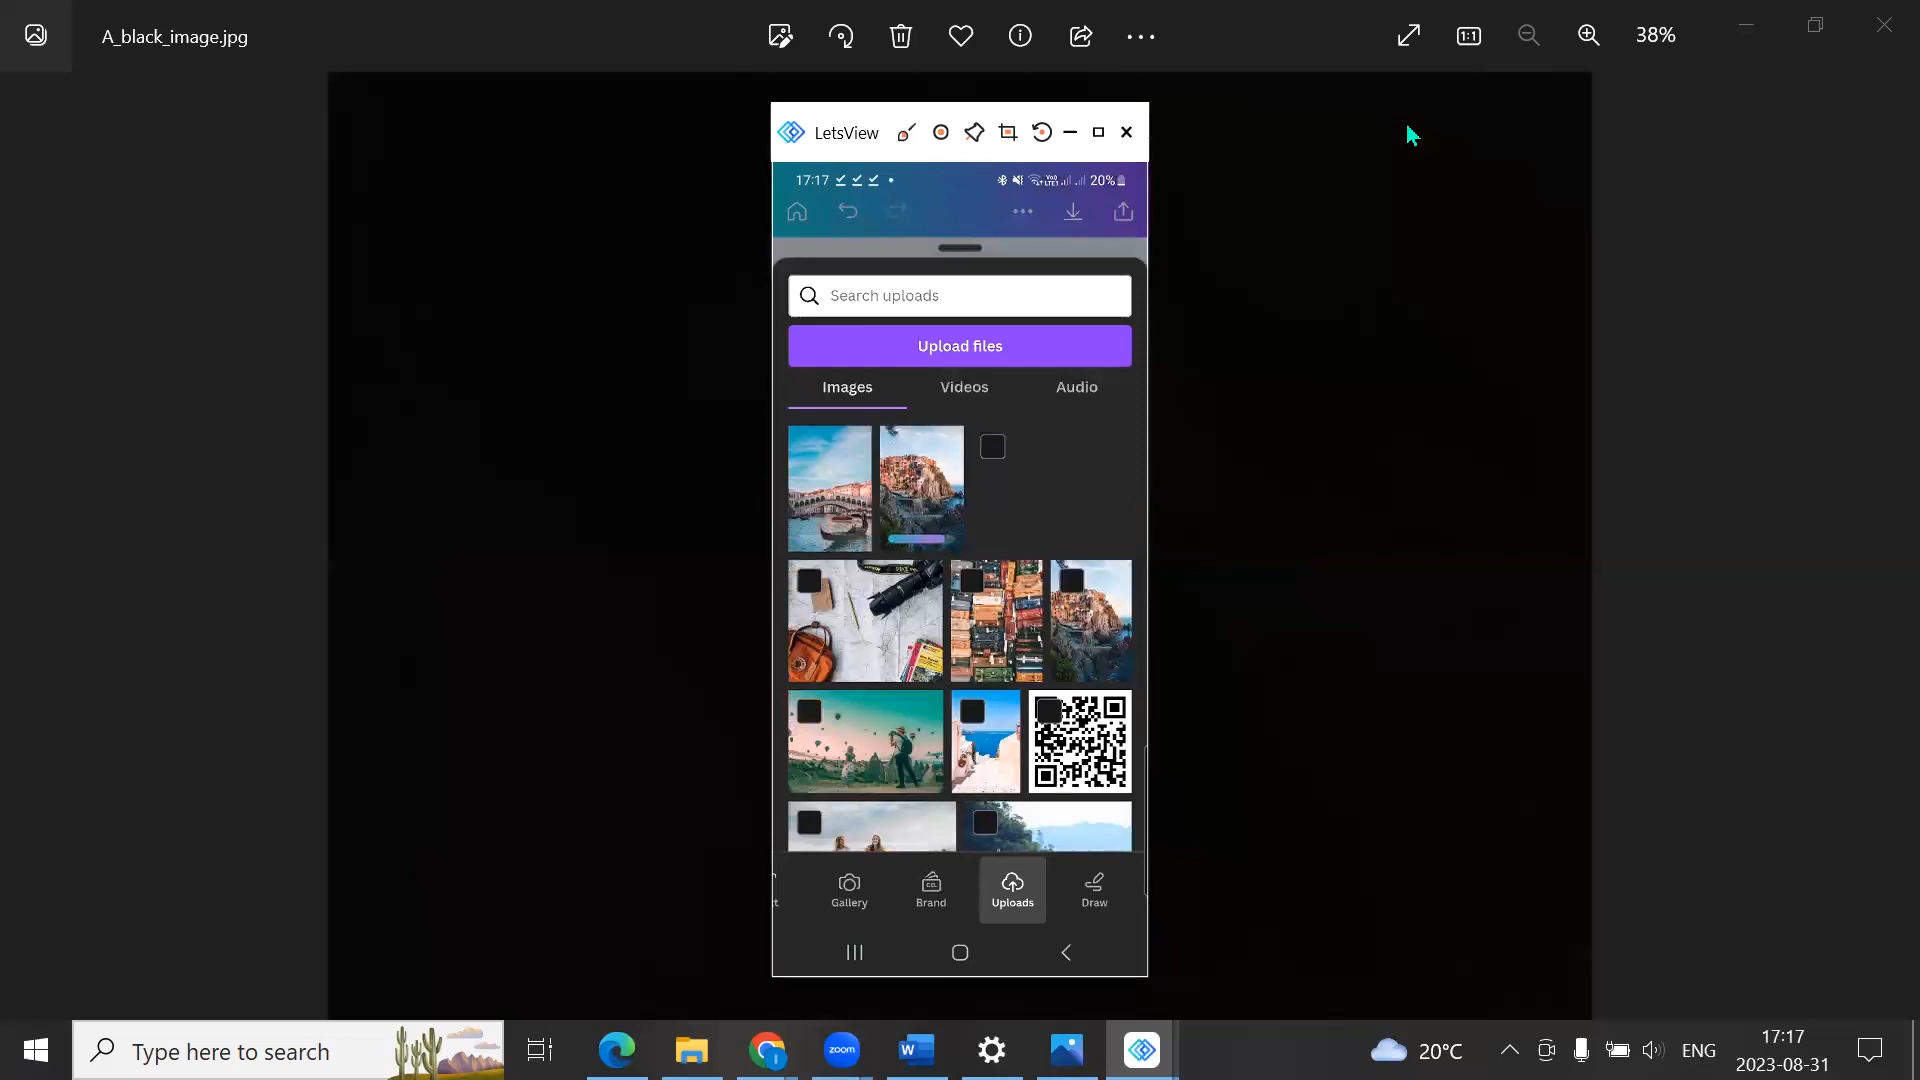 A_black_image.jpg
38%
LetsView
17:17
20%
Search uploads
Upload files
Images
Videos
Audio
Gallery
Brand
Uploads
Draw
Type here to search
zoom
W
20°C
ENG
17:17
2023-08-31